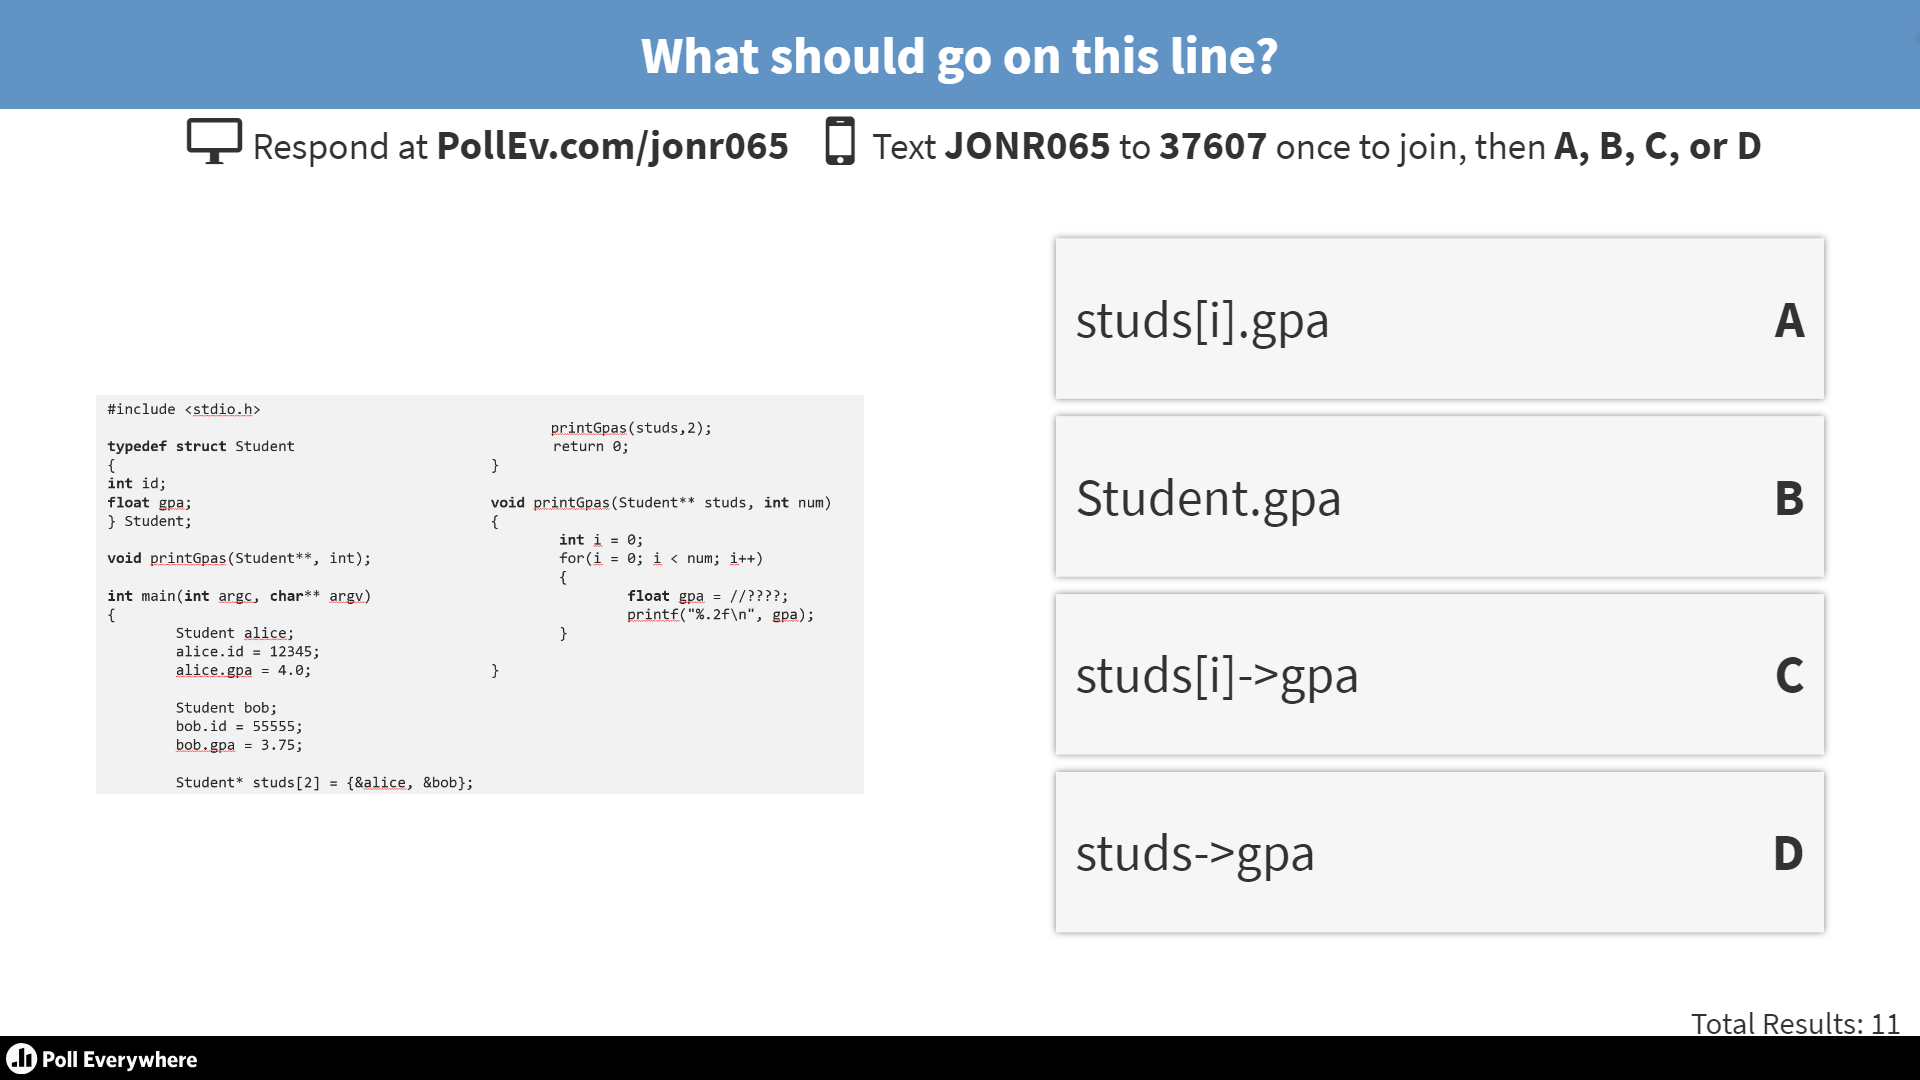 What should go on this line?
Respond at PollEv.com/jonr065 Text JONR065 to 37607 once to join, then A, B, C, or D
#include <stdio.h>
typedef struct Student
{
int id;
float gpa;
} Student;
void printGpas(Student**, int);
int main(int argc, char** argv)
{
Student alice;
alice.id = 12345;
alice.gpa = 4.0;
Student bob;
bob.id = 55555;
bob.gpa = 3.75;
Student* studs[2] = {&alice, &bob};
printGpas(studs,2);
return 0;
}
void printGpas(Student** studs, int num)
{
int i = 0;
for(i = 0; i < num; i++)
{
float gpa = //????;
printf("%.2f\n", gpa);
}
}
studs[i].gpa A
Student.gpa B
studs[i]->gpa C
studs->gpa D
Total Results: 11
Poll Everywhere